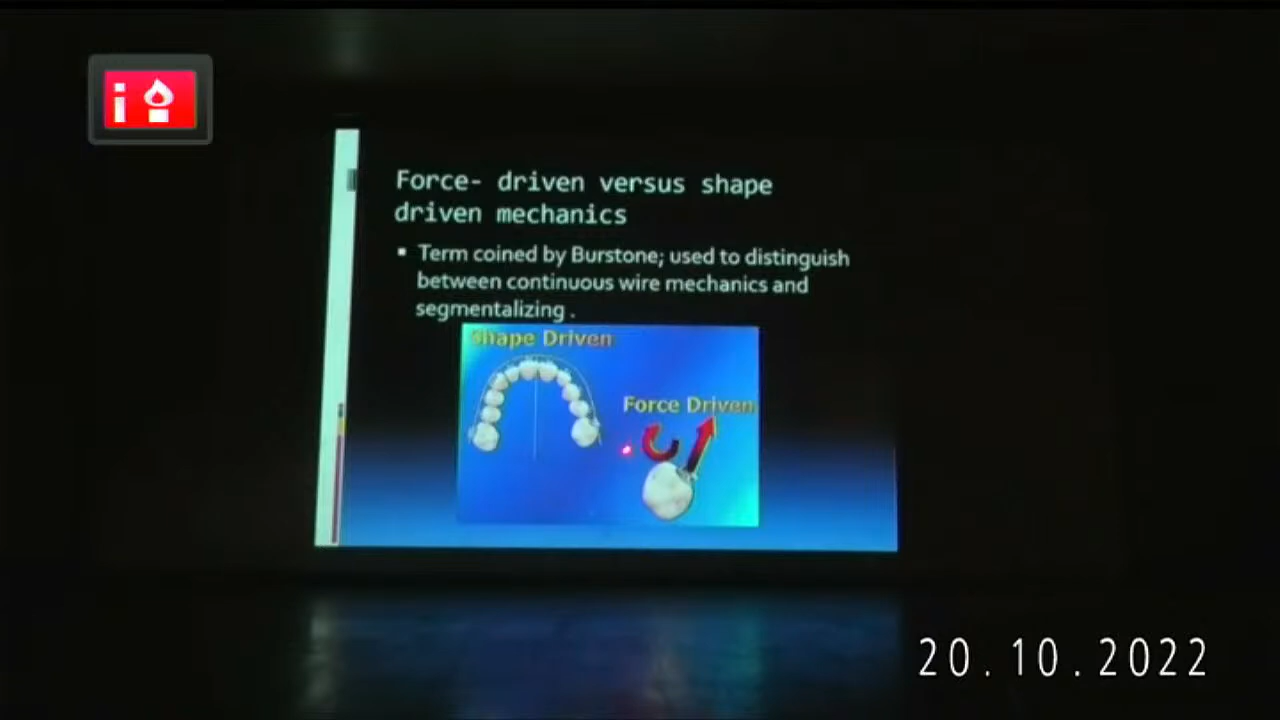 Force- driven versus shape
driven mechanics
▪ Term coined by Burstone; used to distinguish
between continuous wire mechanics and
segmentalizing .
Shape Driven
Force Driven
20.10.2022